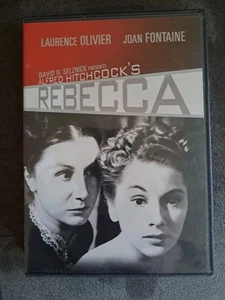 LAURENCE OLIVIER JOAN FONTAINE
DAVID O. SELZNICK PRESENTS
ALFRED HITCHCOCK'S
REBECCA